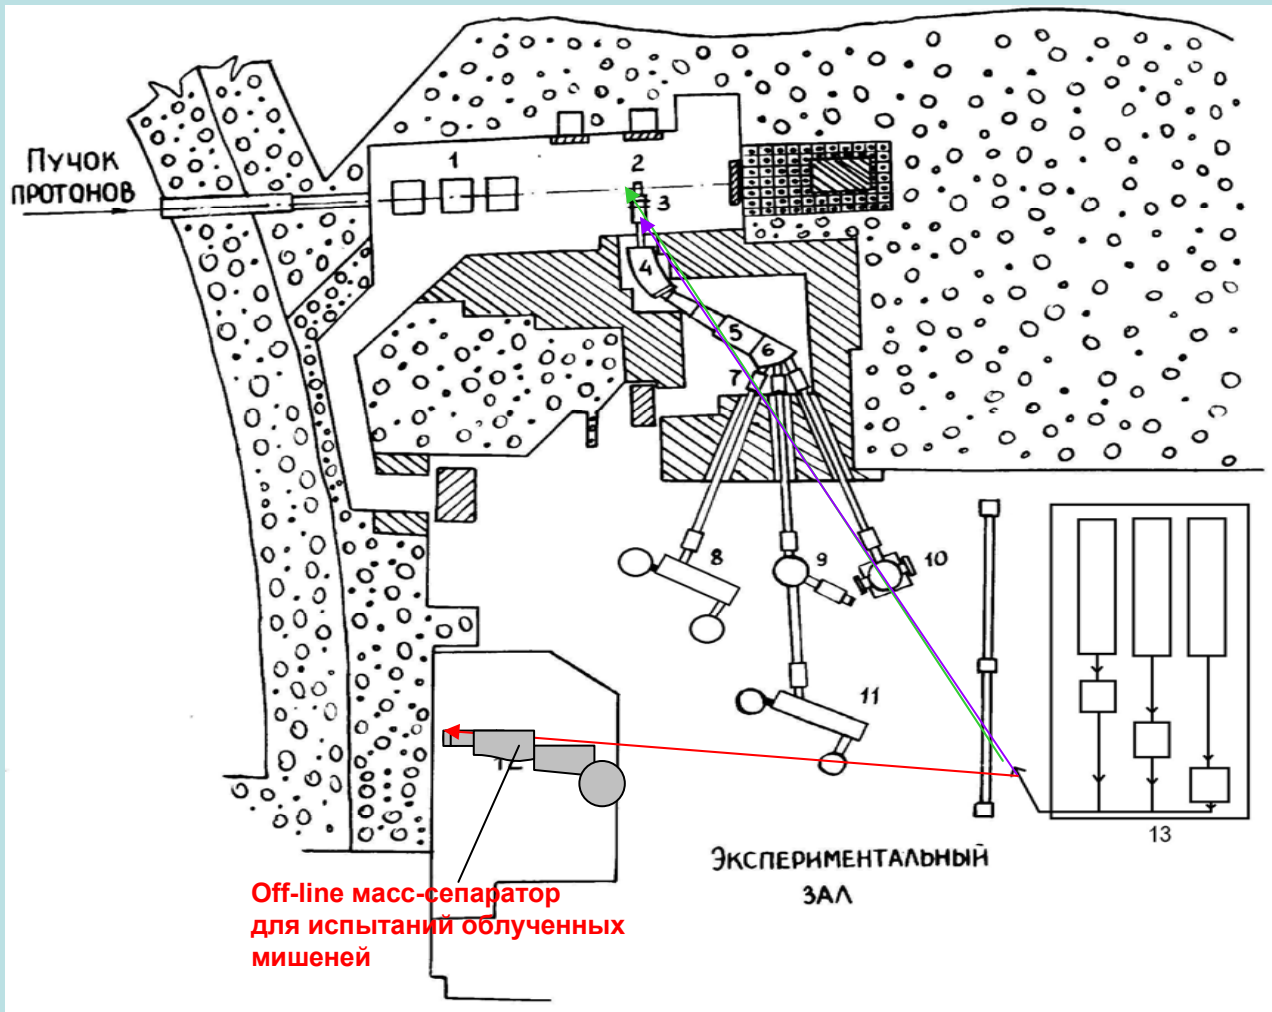 ПУЧОК
ПРОТОНОВ
1
2
3
4
5
6
7
8
9
10
11
12
13
ЭКСПЕРИМЕНТАЛЬНЫЙ
ЗАЛ
Off-line масс-сепаратор
для испытаний облученных
мишеней